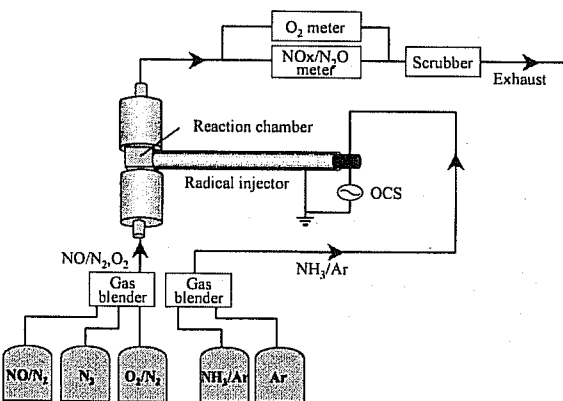 O₂ meter
NOx/N₂O
meter
Scrubber
Exhaust
Reaction chamber
Radical injector
OCS
NO/N₂,O₂
NH₃/Ar
Gas
blender
Gas
blender
NO/N₂
N₃
O₂/N₂
NH₃/Ar
Ar